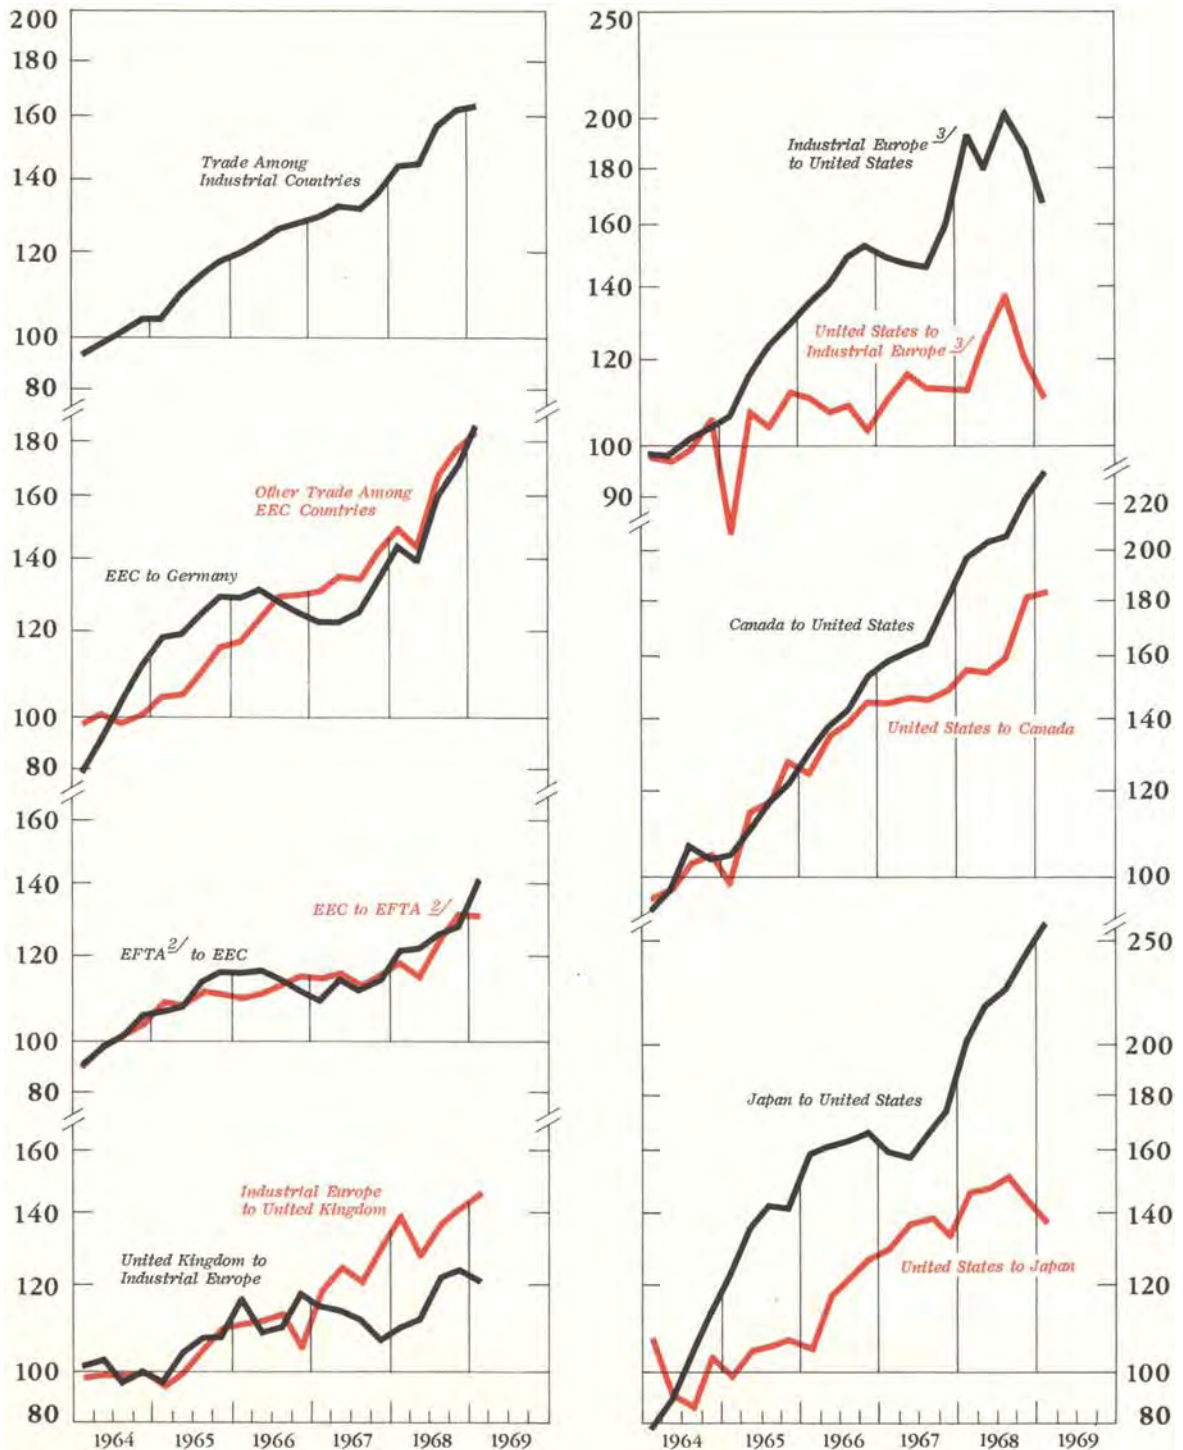 200
180
160
140
120
100
80
Trade Among
Industrial Countries
180
160
140
120
100
80
Other Trade Among
EEC Countries
EEC to Germany
160
140
120
100
80
EEC to EFTA 2/
EFTA 2/ to EEC
160
140
120
100
80
Industrial Europe
to United Kingdom
United Kingdom to
Industrial Europe
1964 1965 1966 1967 1968 1969
250
200
180
160
140
120
100
90
Industrial Europe 3/
to United States
United States to
Industrial Europe 3/
220
200
180
160
140
120
100
Canada to United States
United States to Canada
250
200
180
160
140
120
100
80
Japan to United States
United States to Japan
1964 1965 1966 1967 1968 1969